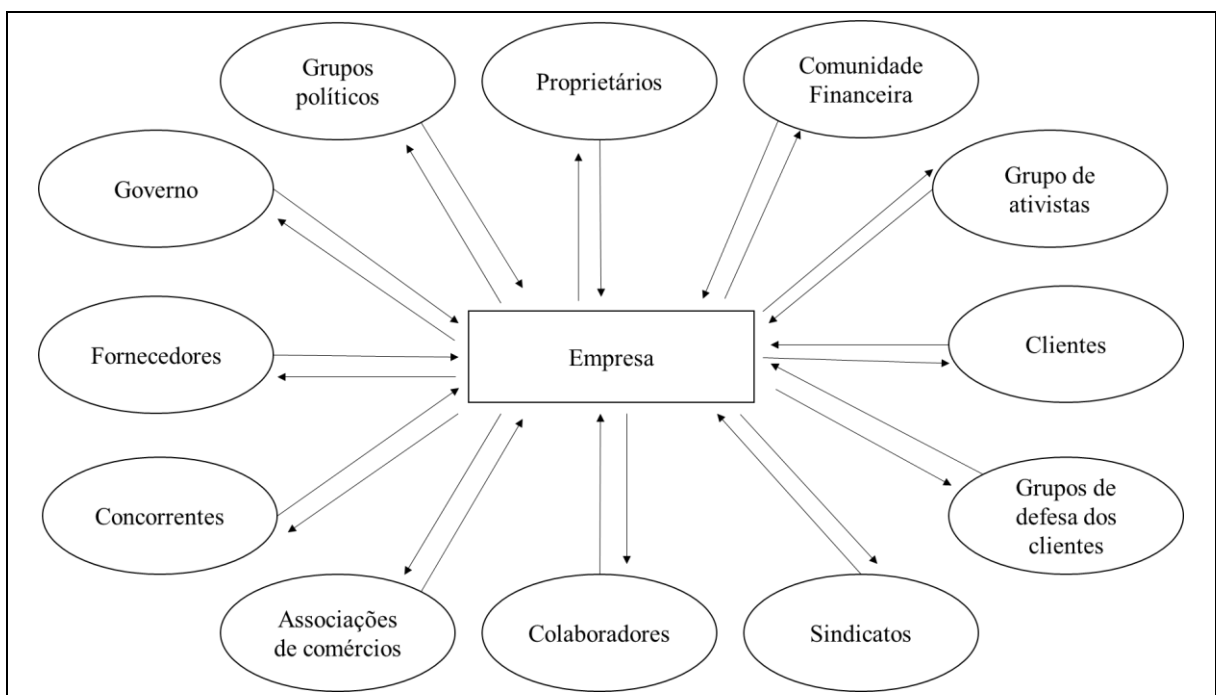 Grupos
políticos
Proprietários
Comunidade
Financeira
Governo
Grupo de
ativistas
Fornecedores
Empresa
Clientes
Concorrentes
Grupos de
defesa dos
clientes
Associações
de comércios
Colaboradores
Sindicatos